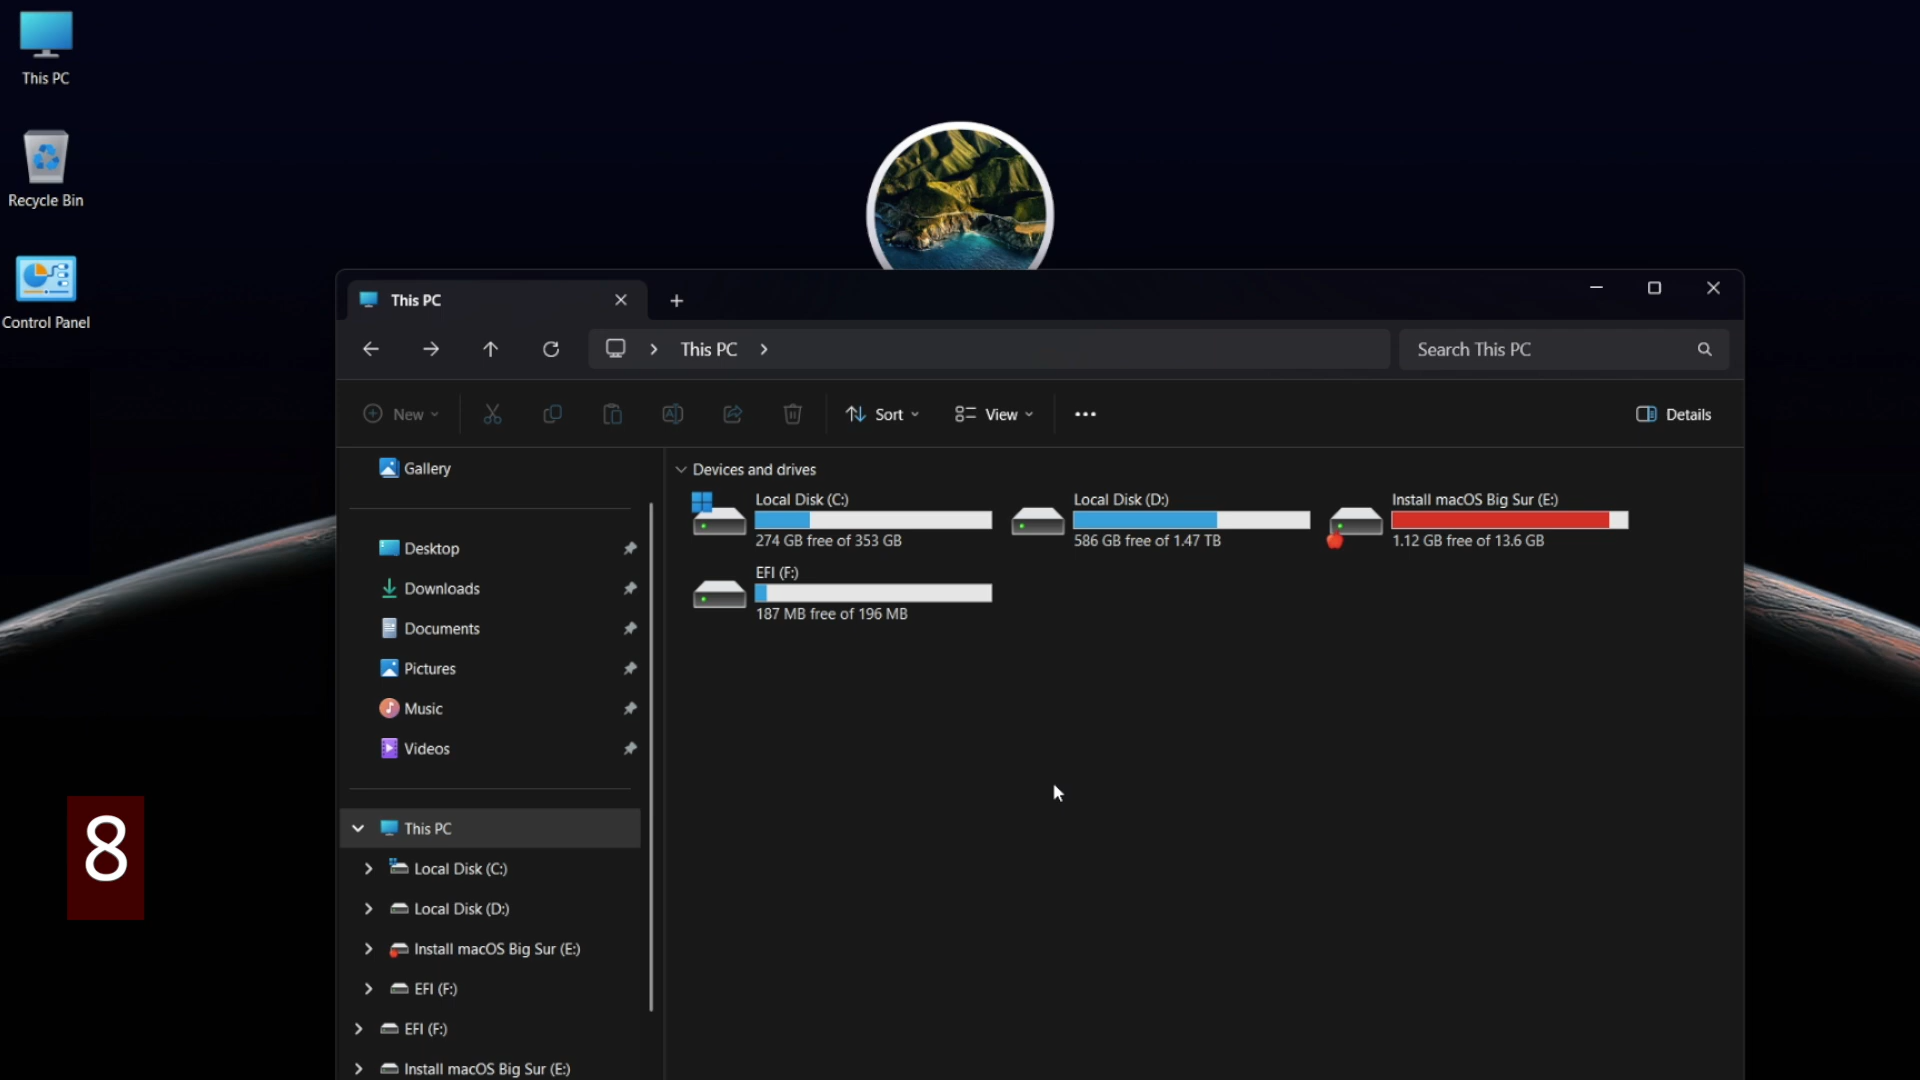 This PC
Recycle Bin
Control Panel
This PC
This PC
Search This PC
New
Sort
View
Details
Gallery
Desktop
Downloads
Documents
Pictures
Music
Videos
This PC
Local Disk (C:)
Local Disk (D:)
Install macOS Big Sur (E:)
EFI (F:)
EFI (F:)
Install macOS Big Sur (E:)
Devices and drives
Local Disk (C:)
274 GB free of 353 GB
Local Disk (D:)
586 GB free of 1.47 TB
Install macOS Big Sur (E:)
1.12 GB free of 13.6 GB
EFI (F:)
187 MB free of 196 MB
8